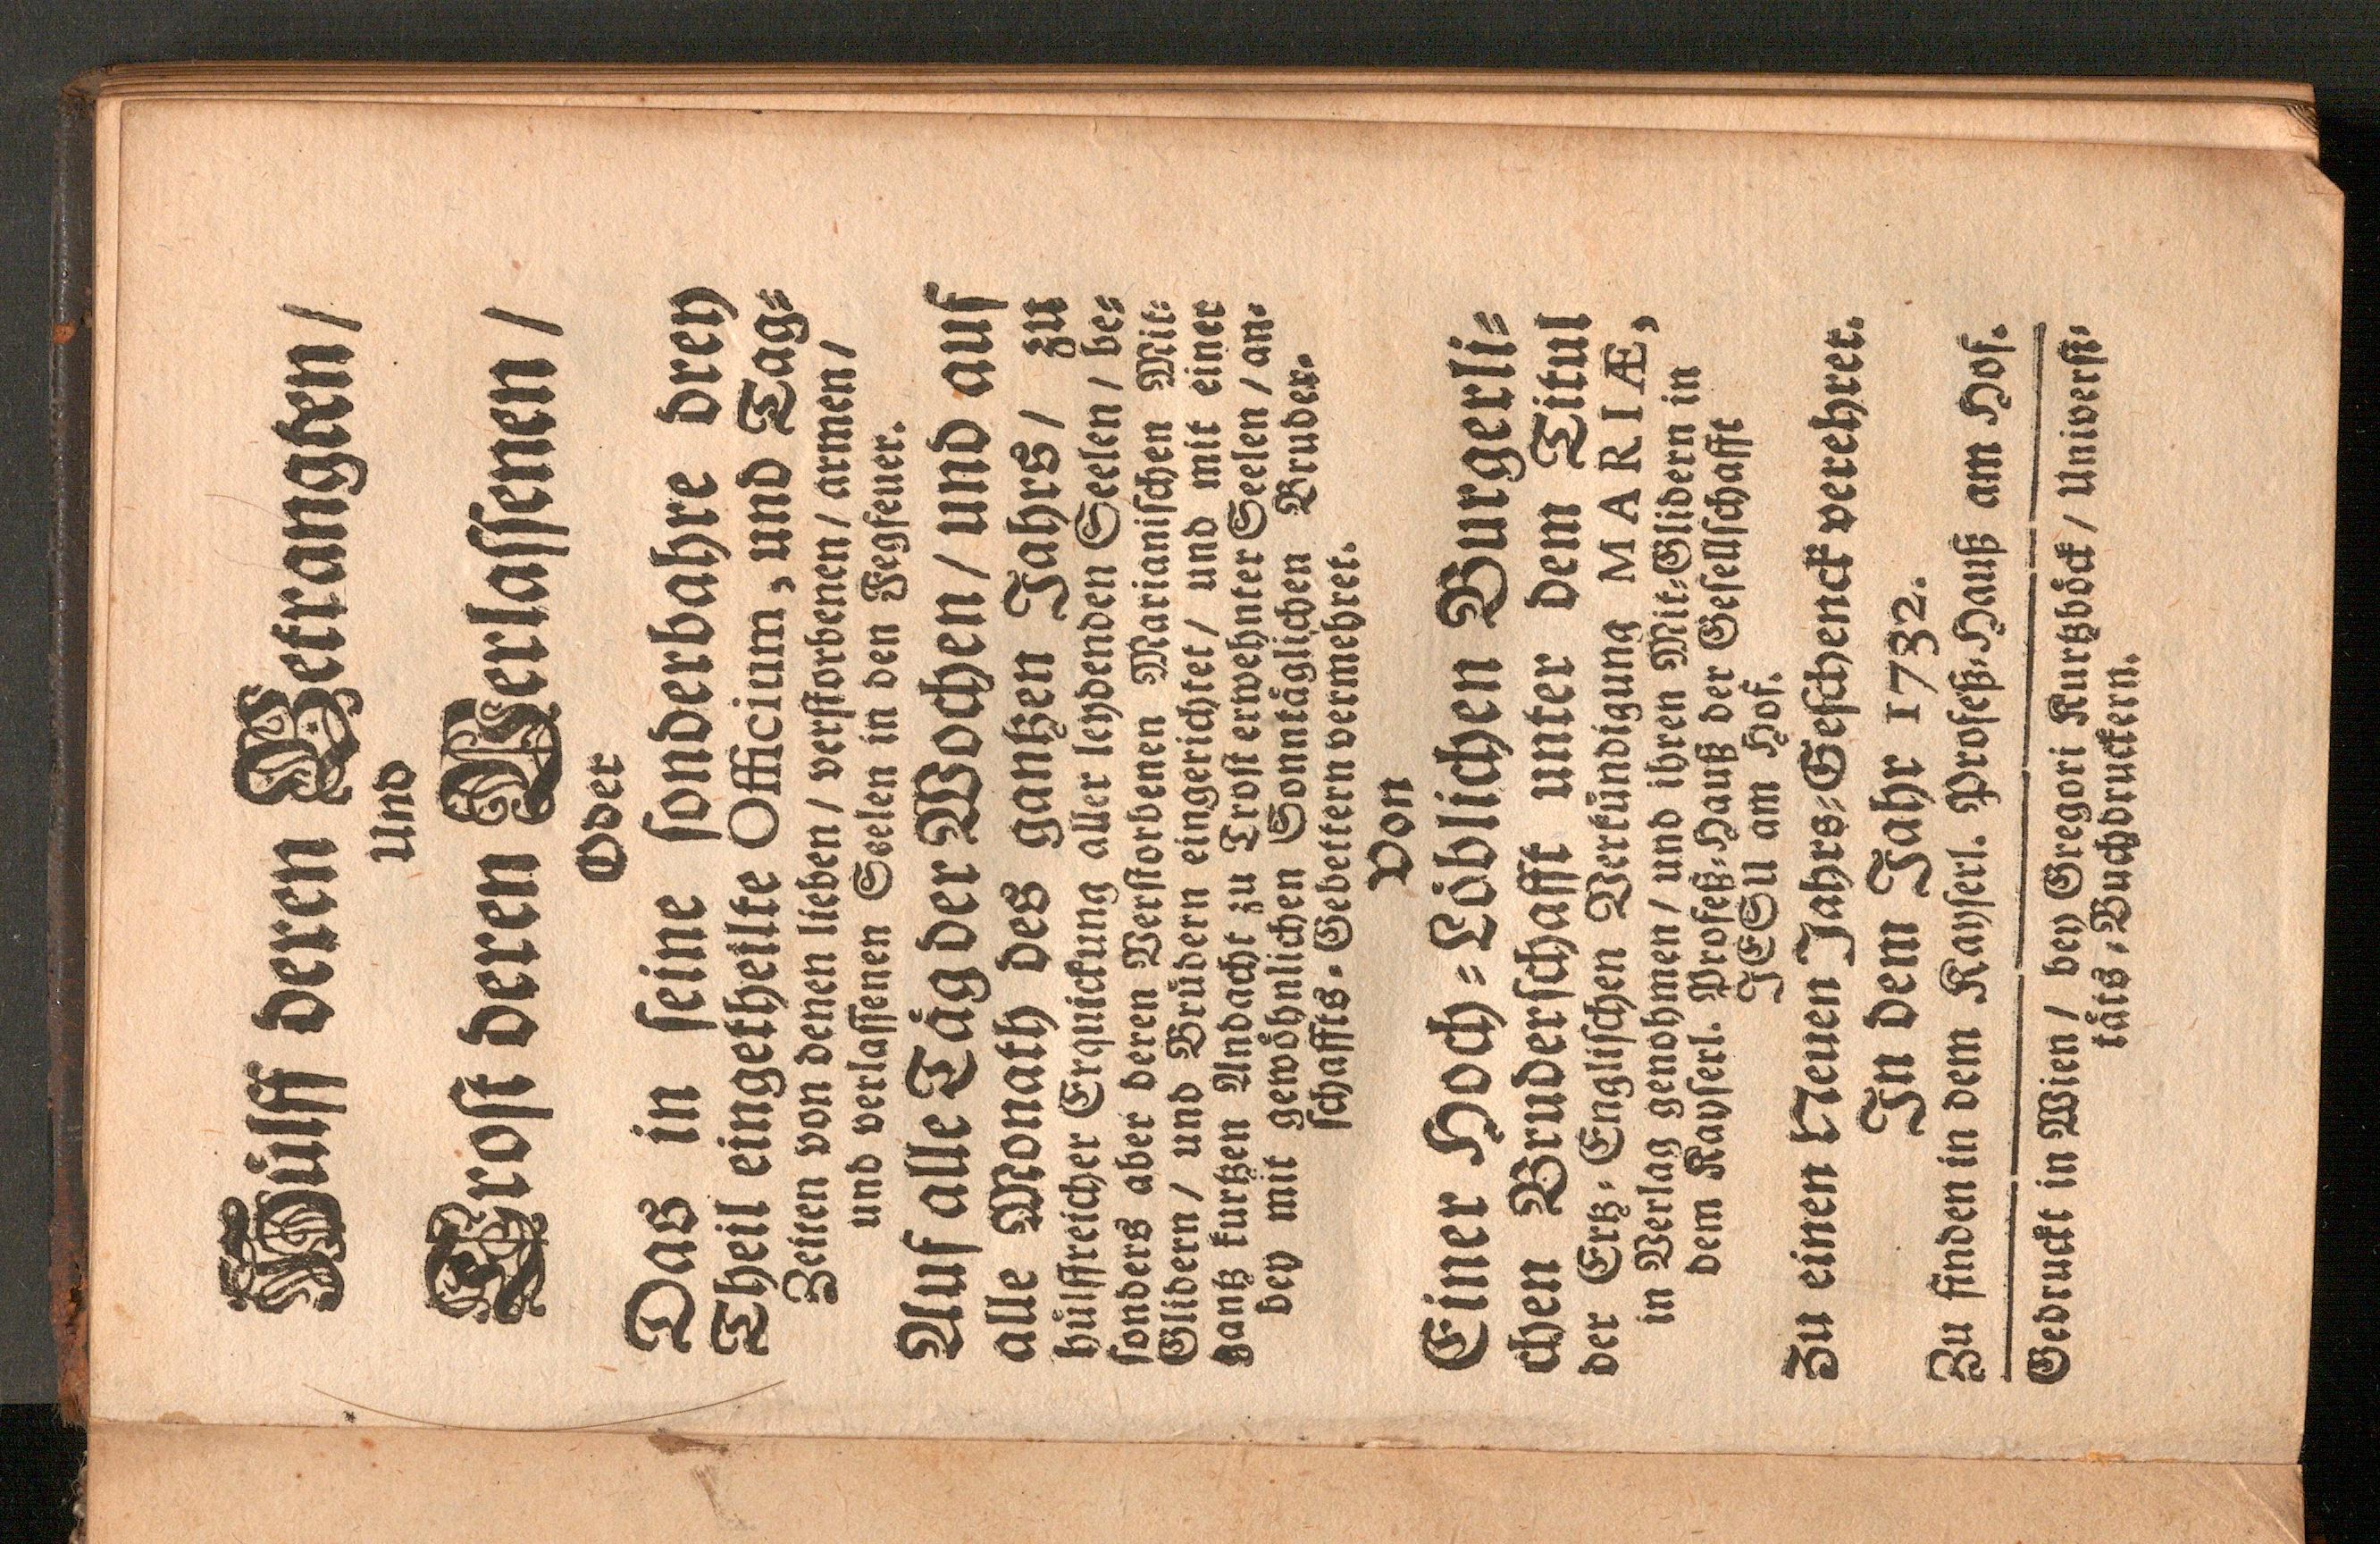 Hülff deren Betrangten /
und
Trost deren Verlassenen /
Oder
Das in seine sonderbahre drey
Theil eingetheilte Officium, und Tag=
Zeiten von denen lieben / verstorbenen / armen /
und verlassenen Seelen in den Fegfeuer.
Auf alle Täg der Wochen / und auf
alle Monath des gantzen Jahrs / zu
hülffreicher Erquickung aller leydenden Seelen / be=
sonders aber deren Verstorbenen Marianischen Mit=
Glidern / und Brüdern eingerichtet / und mit einer
gantz kurtzen Andacht zu Trost erwehnter Seelen / an=
bey mit gewöhnlichen Sonntäglichen Bruder=
schaffts=Gebettern vermehret.
Von
Einer Hoch=Löblichen Burgerli=
chen Bruderschafft unter dem Titul
der Ertz=Englischen Verkündigung MARIÆ,
in Verlag genohmen / und ihren Mit=Glidern in
dem Kayserl. Profeß=Hauß der Gesellschafft
JESU am Hof.
Zu einen Neuen Jahrs=Geschenck verehret.
In dem Jahr 1732.
Zu finden in dem Kayserl. Profeß=Hauß am Hof.
Gedruckt in Wien / bey Gregori Kurtzböck / Universi=
täts=Buchdruckern.